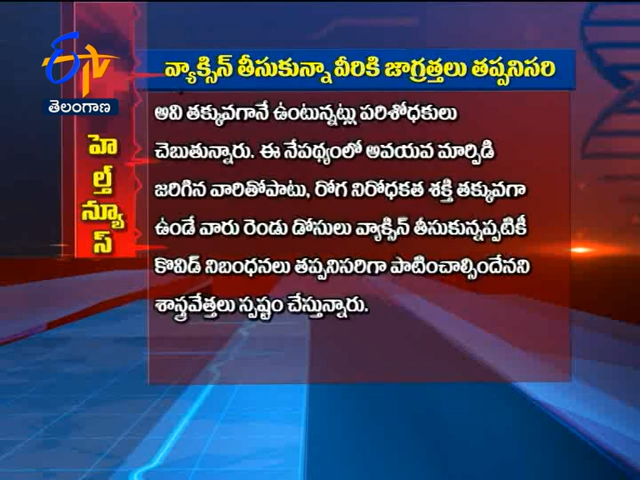 ETV
తెలంగాణ
హెల్త్ న్యూస్
వ్యాక్సిన్ తీసుకున్నా వీరికి జాగ్రత్తలు తప్పనిసరి
అవి తక్కువగానే ఉంటున్నట్లు పరిశోధకులు
చెబుతున్నారు. ఈ నేపథ్యంలో అవయవ మార్పిడి
జరిగిన వారితోపాటు, రోగ నిరోధకత శక్తి తక్కువగా
ఉండే వారు రెండు డోసులు వ్యాక్సిన్ తీసుకున్నప్పటికీ
కొవిడ్ నిబంధనలు తప్పనిసరిగా పాటించాల్సిందేనని
శాస్త్రవేత్తలు స్పష్టం చేస్తున్నారు.